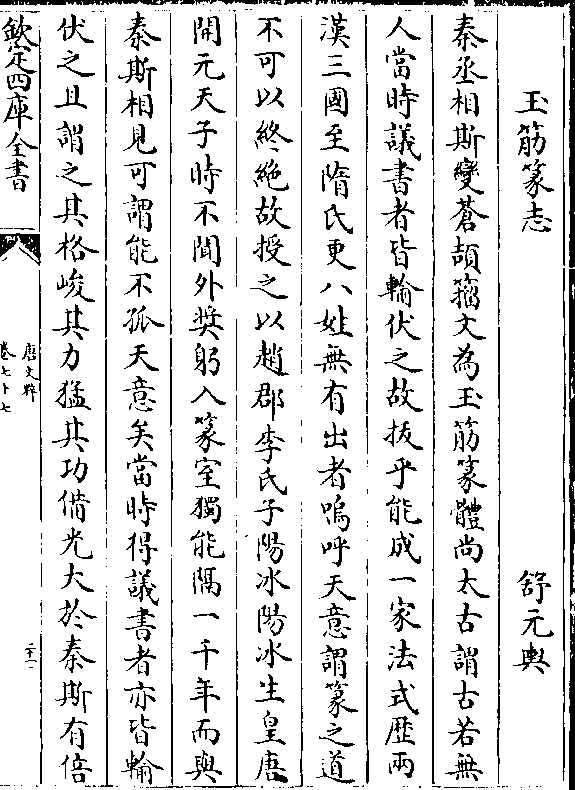 玉筋篆志 舒元輿
秦丞相斯變蒼頡籀文為玉筋篆體尚太古謂古若無
人當時議書者皆輸伏之故拔乎能成一家法式歷兩
漢三國至隋氏更八姓無有出者嗚呼天意謂篆之道
不可以終絶故授之以趙郡李氏子陽冰陽冰生皇唐
開元天子時不聞外奬躬入篆室獨能隔一千年而與
秦斯相見可謂能不孤天意矣當時得議書者亦皆輸
伏之且謂之其格峻其力猛其功備光大於秦斯有倍
欽定四庫全書
唐文粹
卷七十七